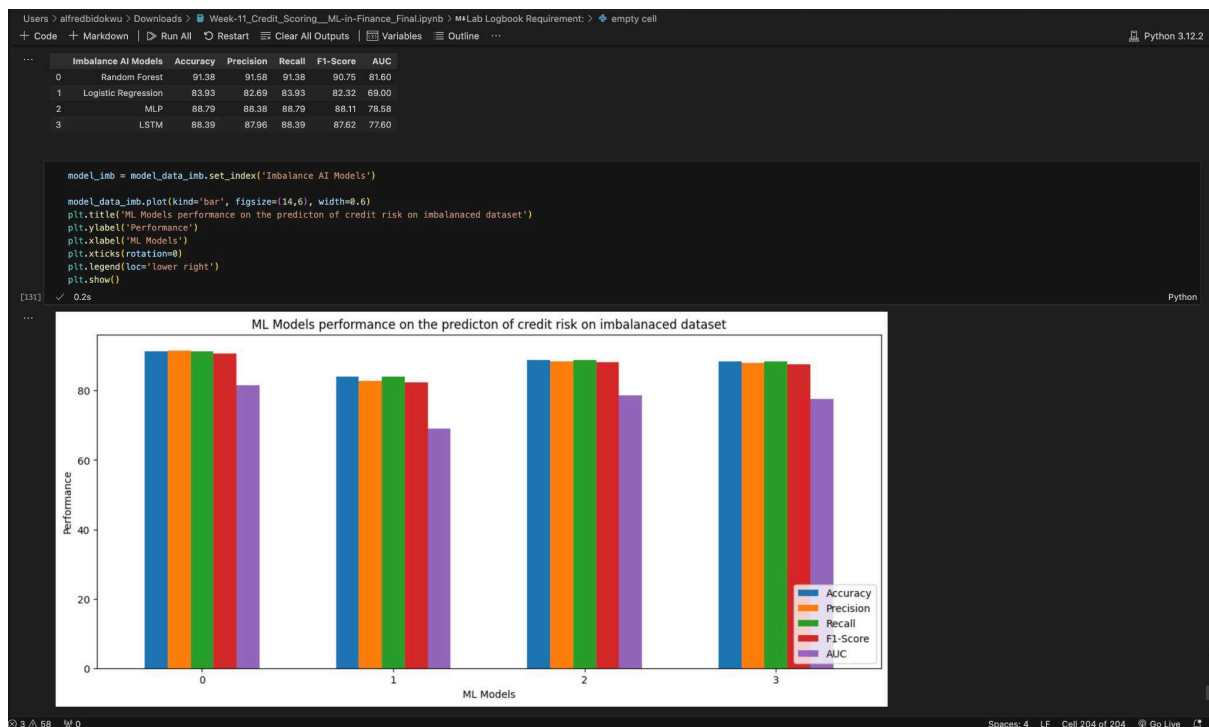 Users > alfredbidokwu > Downloads > Week-11_Credit_Scoring__ML-in-Finance_Final.ipynb > M↓Lab Logbook Requirement: > empty cell
+ Code + Markdown | Run All Restart Clear All Outputs | Variables Outline ... Python 3.12.2
...
Imbalance AI Models Accuracy Precision Recall F1-Score AUC
0 Random Forest 91.38 91.58 91.38 90.75 81.60
1 Logistic Regression 83.93 82.69 83.93 82.32 69.00
2 MLP 88.79 88.38 88.79 88.11 78.58
3 LSTM 88.39 87.96 88.39 87.62 77.60
model_imb = model_data_imb.set_index('Imbalance AI Models')
model_data_imb.plot(kind='bar', figsize=(14,6), width=0.6)
plt.title('ML Models performance on the predicton of credit risk on imbalanaced dataset')
plt.ylabel('Performance')
plt.xlabel('ML Models')
plt.xticks(rotation=0)
plt.legend(loc='lower right')
plt.show()
[131] ✓ 0.2s Python
...
ML Models performance on the predicton of credit risk on imbalanaced dataset
80
60
Performance
40
20
0
Accuracy
Precision
Recall
F1-Score
AUC
0 1 2 3
ML Models
3 58 0 Spaces: 4 LF Cell 204 of 204 Go Live